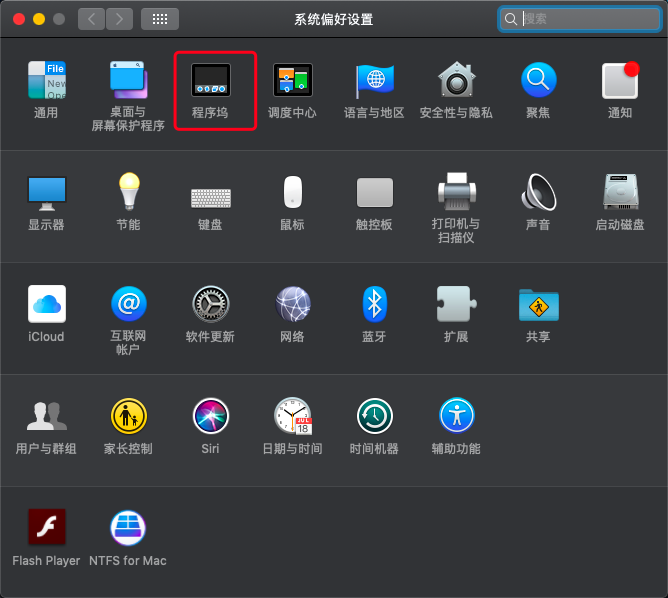 系统偏好设置
搜索
File
New
Ope
通用
桌面与
屏幕保护程序
程序坞
调度中心
语言与地区
安全性与隐私
聚焦
通知
显示器
节能
键盘
鼠标
触控板
打印机与
扫描仪
声音
启动磁盘
iCloud
互联网
帐户
软件更新
网络
蓝牙
扩展
共享
JUL
18
用户与群组
家长控制
Siri
日期与时间
时间机器
辅助功能
Flash Player
NTFS for Mac